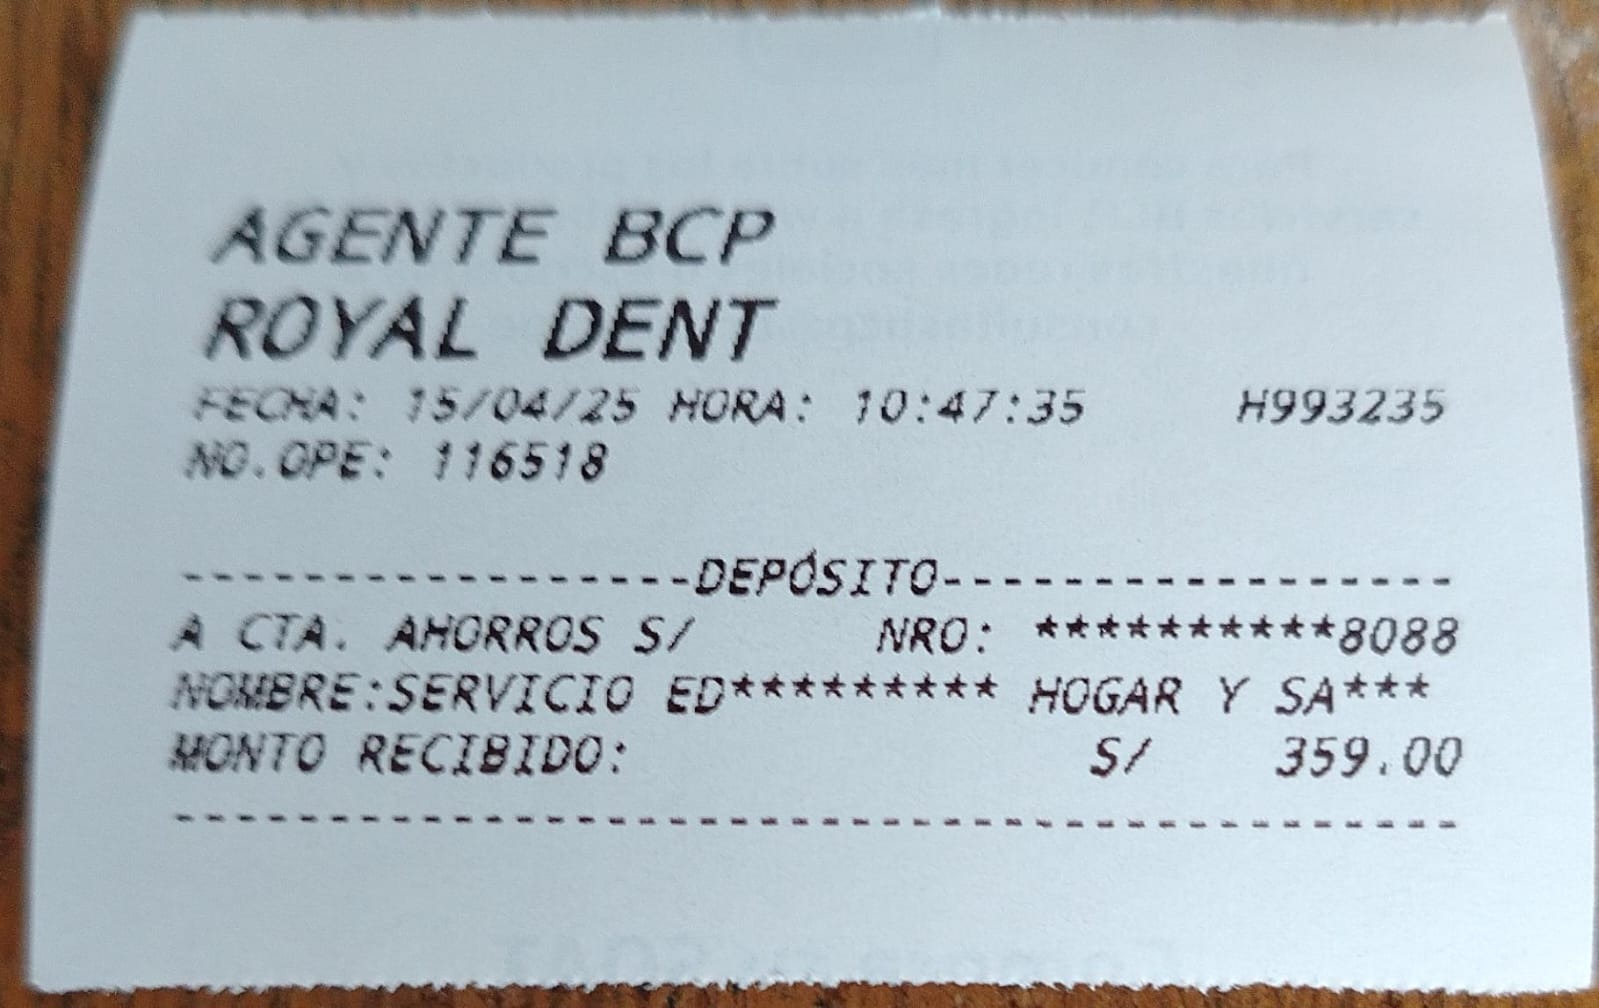 AGENTE BCP
ROYAL DENT
FECHA: 15/04/25 HORA: 10:47:35 H993235
NO.OPE: 116518
-----------------DEPÓSITO-----------------
A CTA. AHORROS S/ NRO: **********8088
NOMBRE:SERVICIO ED********* HOGAR Y SA***
MONTO RECIBIDO: S/ 359.00
------------------------------------------